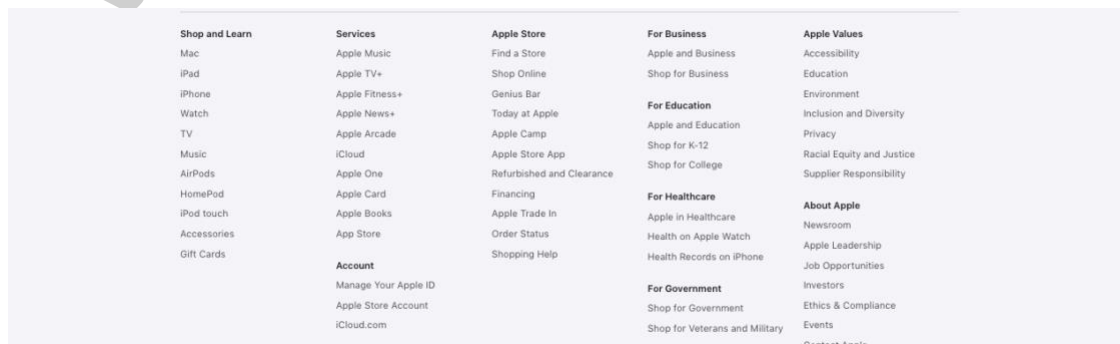 Shop and Learn
Mac
iPad
iPhone
Watch
TV
Music
AirPods
HomePod
iPod touch
Accessories
Gift Cards
Services
Apple Music
Apple TV+
Apple Fitness+
Apple News+
Apple Arcade
iCloud
Apple One
Apple Card
Apple Books
App Store
Account
Manage Your Apple ID
Apple Store Account
iCloud.com
Apple Store
Find a Store
Shop Online
Genius Bar
Today at Apple
Apple Camp
Apple Store App
Refurbished and Clearance
Financing
Apple Trade In
Order Status
Shopping Help
For Business
Apple and Business
Shop for Business
For Education
Apple and Education
Shop for K-12
Shop for College
For Healthcare
Apple in Healthcare
Health on Apple Watch
Health Records on iPhone
For Government
Shop for Government
Shop for Veterans and Military
Apple Values
Accessibility
Education
Environment
Inclusion and Diversity
Privacy
Racial Equity and Justice
Supplier Responsibility
About Apple
Newsroom
Apple Leadership
Job Opportunities
Investors
Ethics & Compliance
Events